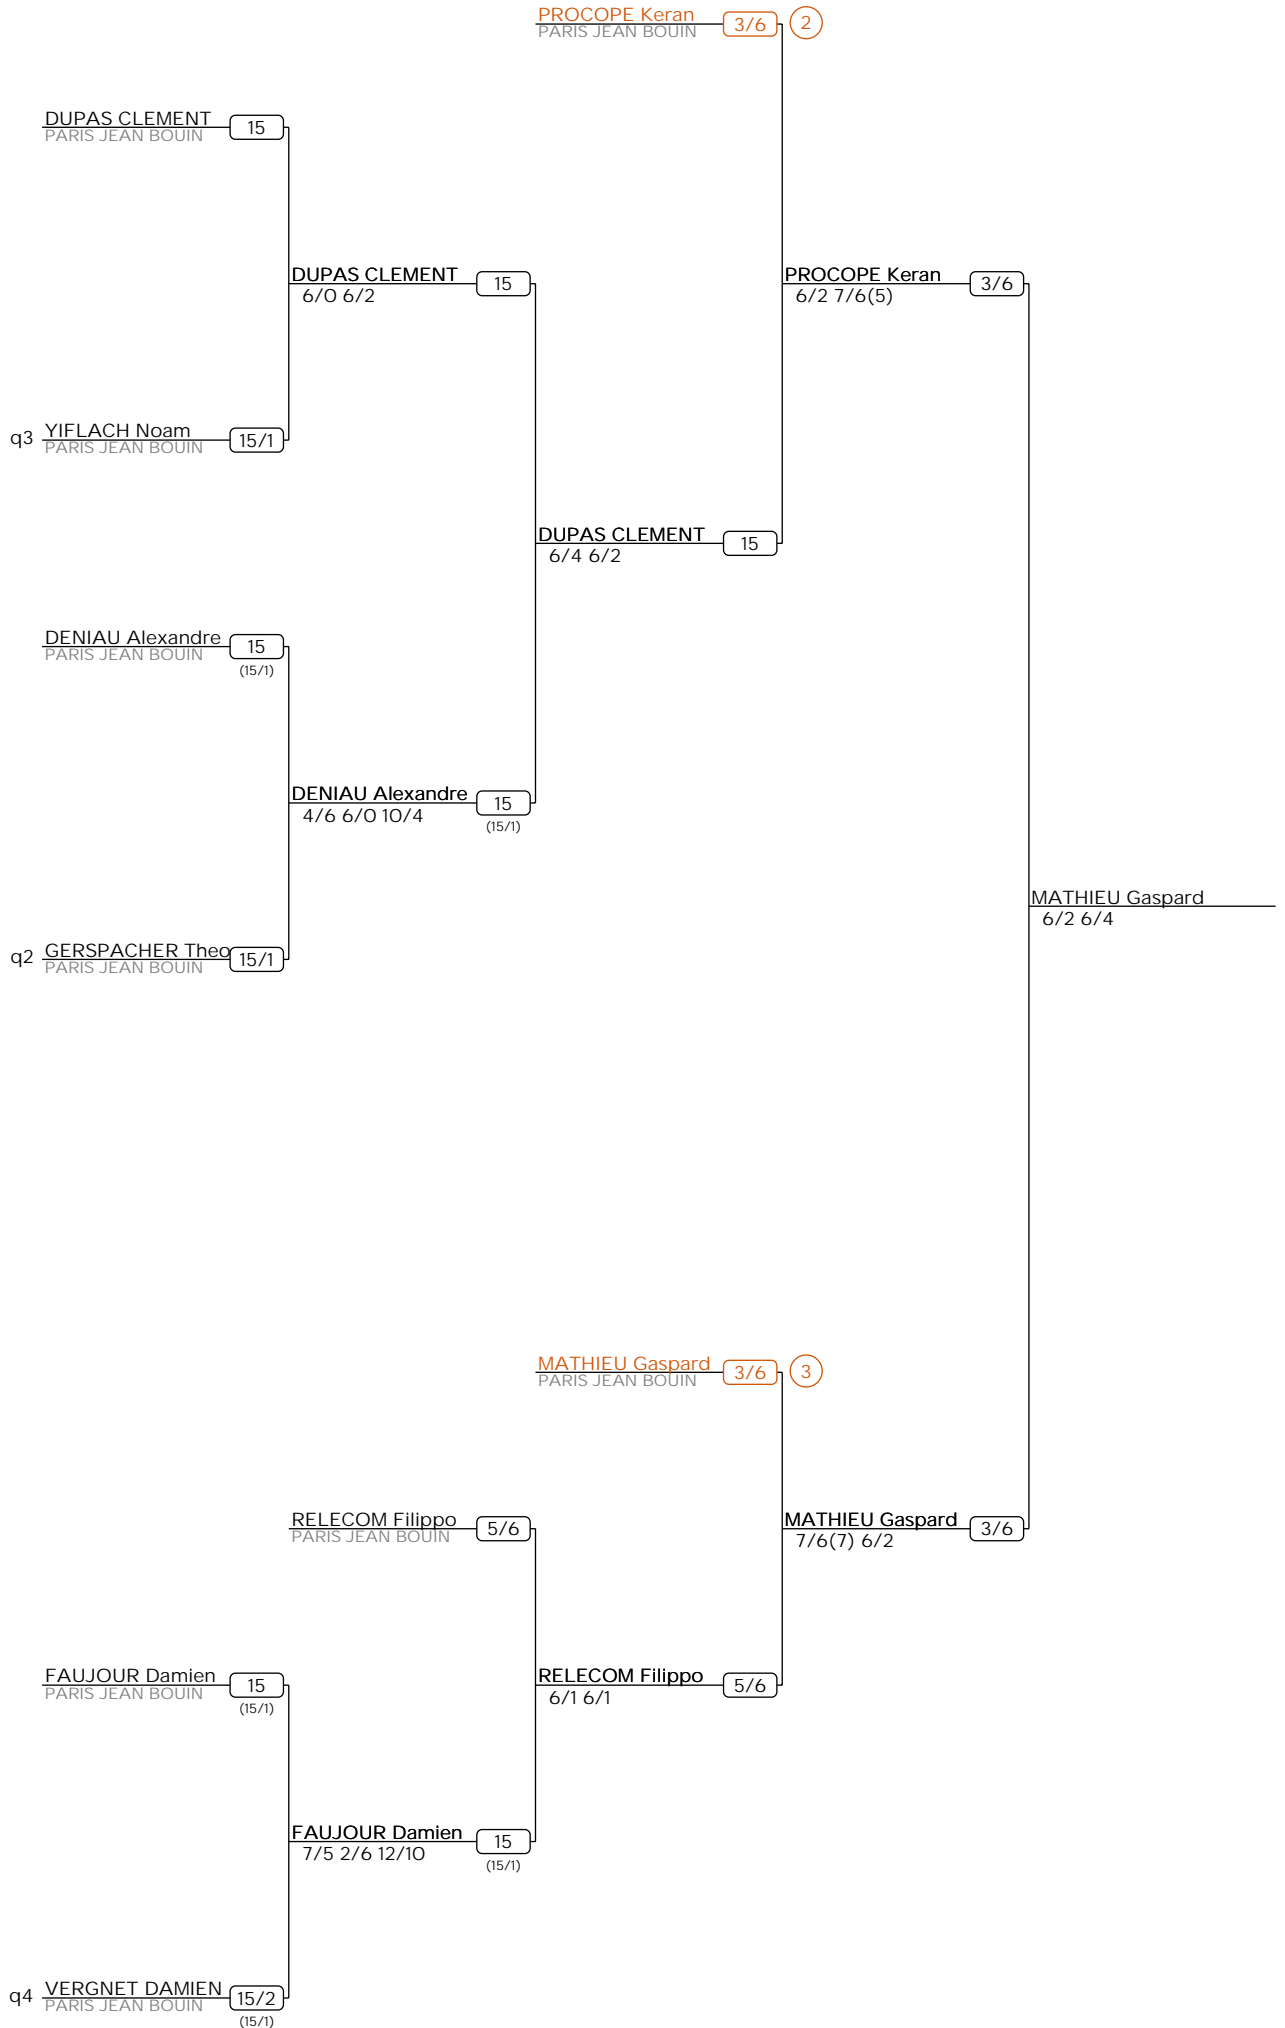 PROCOPE Keran 3/6 2
PARIS JEAN BOUIN
DUPAS CLEMENT 15
PARIS JEAN BOUIN
DUPAS CLEMENT 15
6/0 6/2
PROCOPE Keran 3/6
6/2 7/6(5)
q3 YIFLACH Noam 15/1
PARIS JEAN BOUIN
DUPAS CLEMENT 15
6/4 6/2
DENIAU Alexandre 15
PARIS JEAN BOUIN
(15/1)
DENIAU Alexandre 15
4/6 6/0 10/4
(15/1)
MATHIEU Gaspard
6/2 6/4
q2 GERSPACHER Theo 15/1
PARIS JEAN BOUIN
MATHIEU Gaspard 3/6 3
PARIS JEAN BOUIN
RELECOM Filippo 5/6
PARIS JEAN BOUIN
MATHIEU Gaspard 3/6
7/6(7) 6/2
FAUJOUR Damien 15
PARIS JEAN BOUIN
(15/1)
RELECOM Filippo 5/6
6/1 6/1
FAUJOUR Damien 15
7/5 2/6 12/10
(15/1)
q4 VERGNET DAMIEN 15/2
PARIS JEAN BOUIN
(15/1)